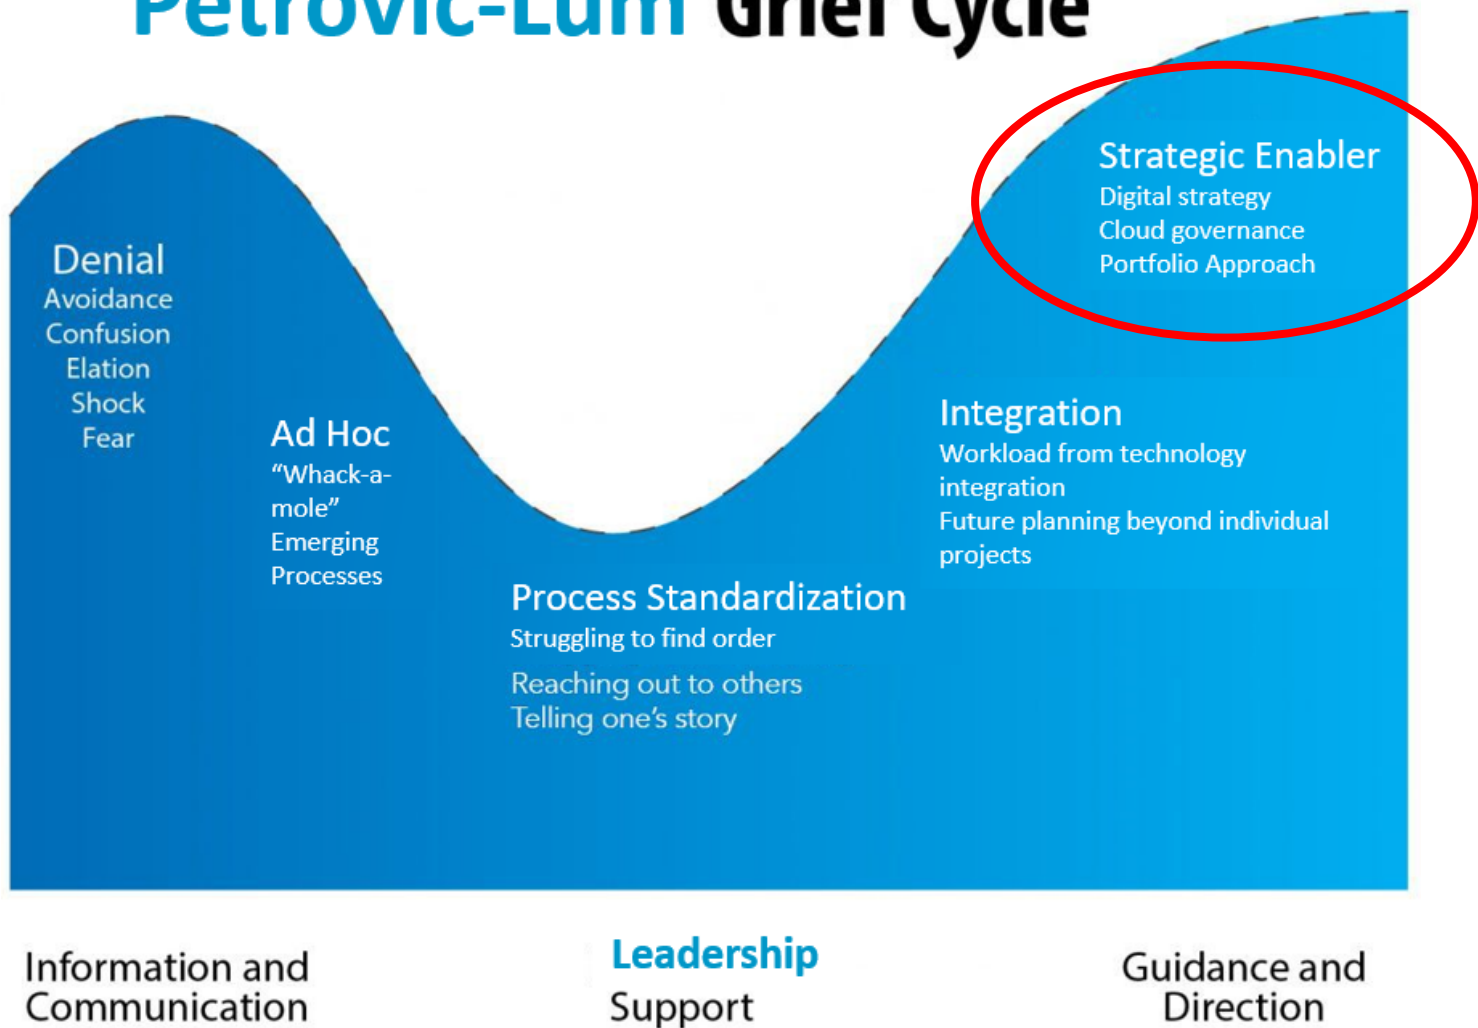 Petrovic-Lum Grief Cycle
Denial
Avoidance
Confusion
Elation
Shock
Fear
Ad Hoc
“Whack-a-
mole”
Emerging
Processes
Process Standardization
Struggling to find order
Reaching out to others
Telling one’s story
Integration
Workload from technology
integration
Future planning beyond individual
projects
Strategic Enabler
Digital strategy
Cloud governance
Portfolio Approach
Information and
Communication
Leadership
Support
Guidance and
Direction